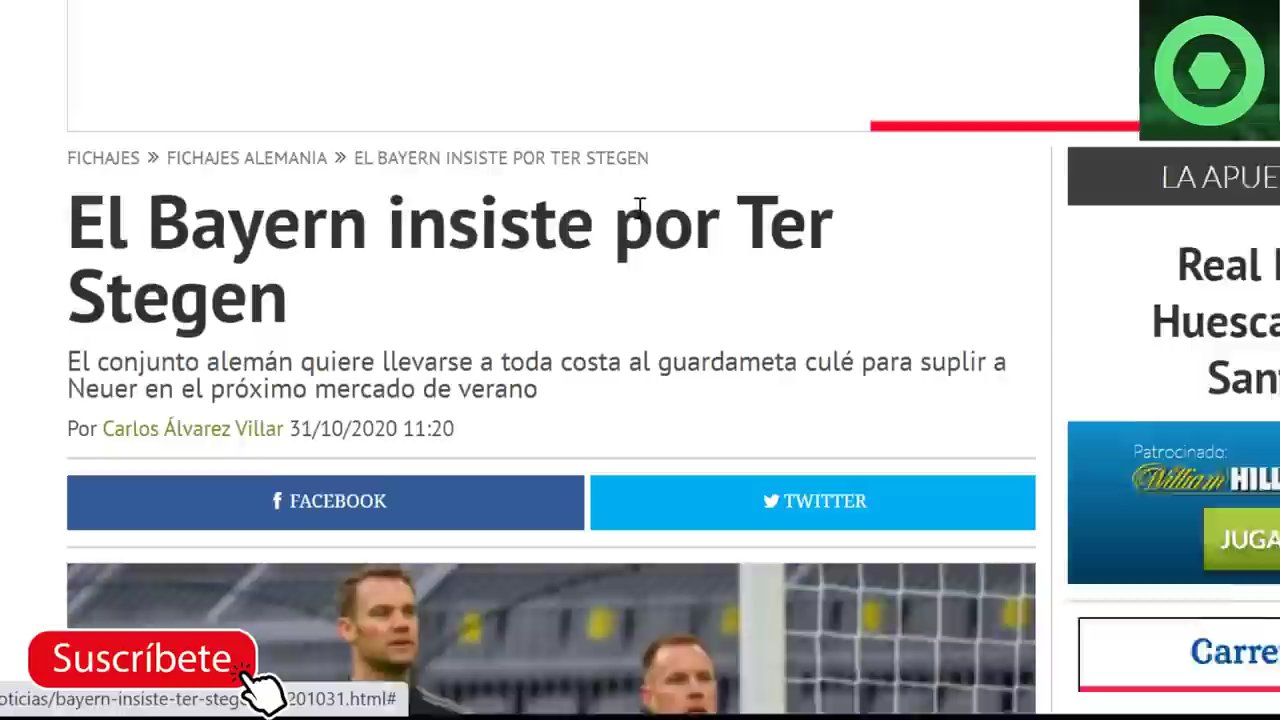 FICHAJES » FICHAJES ALEMANIA » EL BAYERN INSISTE POR TER STEGEN
El Bayern insiste por Ter
Stegen
El conjunto alemán quiere llevarse a toda costa al guardameta culé para suplir a
Neuer en el próximo mercado de verano
Por Carlos Álvarez Villar 31/10/2020 11:20
FACEBOOK
TWITTER
LA APUE
Real
Huesca
San
Patrocinado:
William HILL
JUGA
Carre
Suscríbete
oticias/bayern-insiste-ter-steg 201031.html#